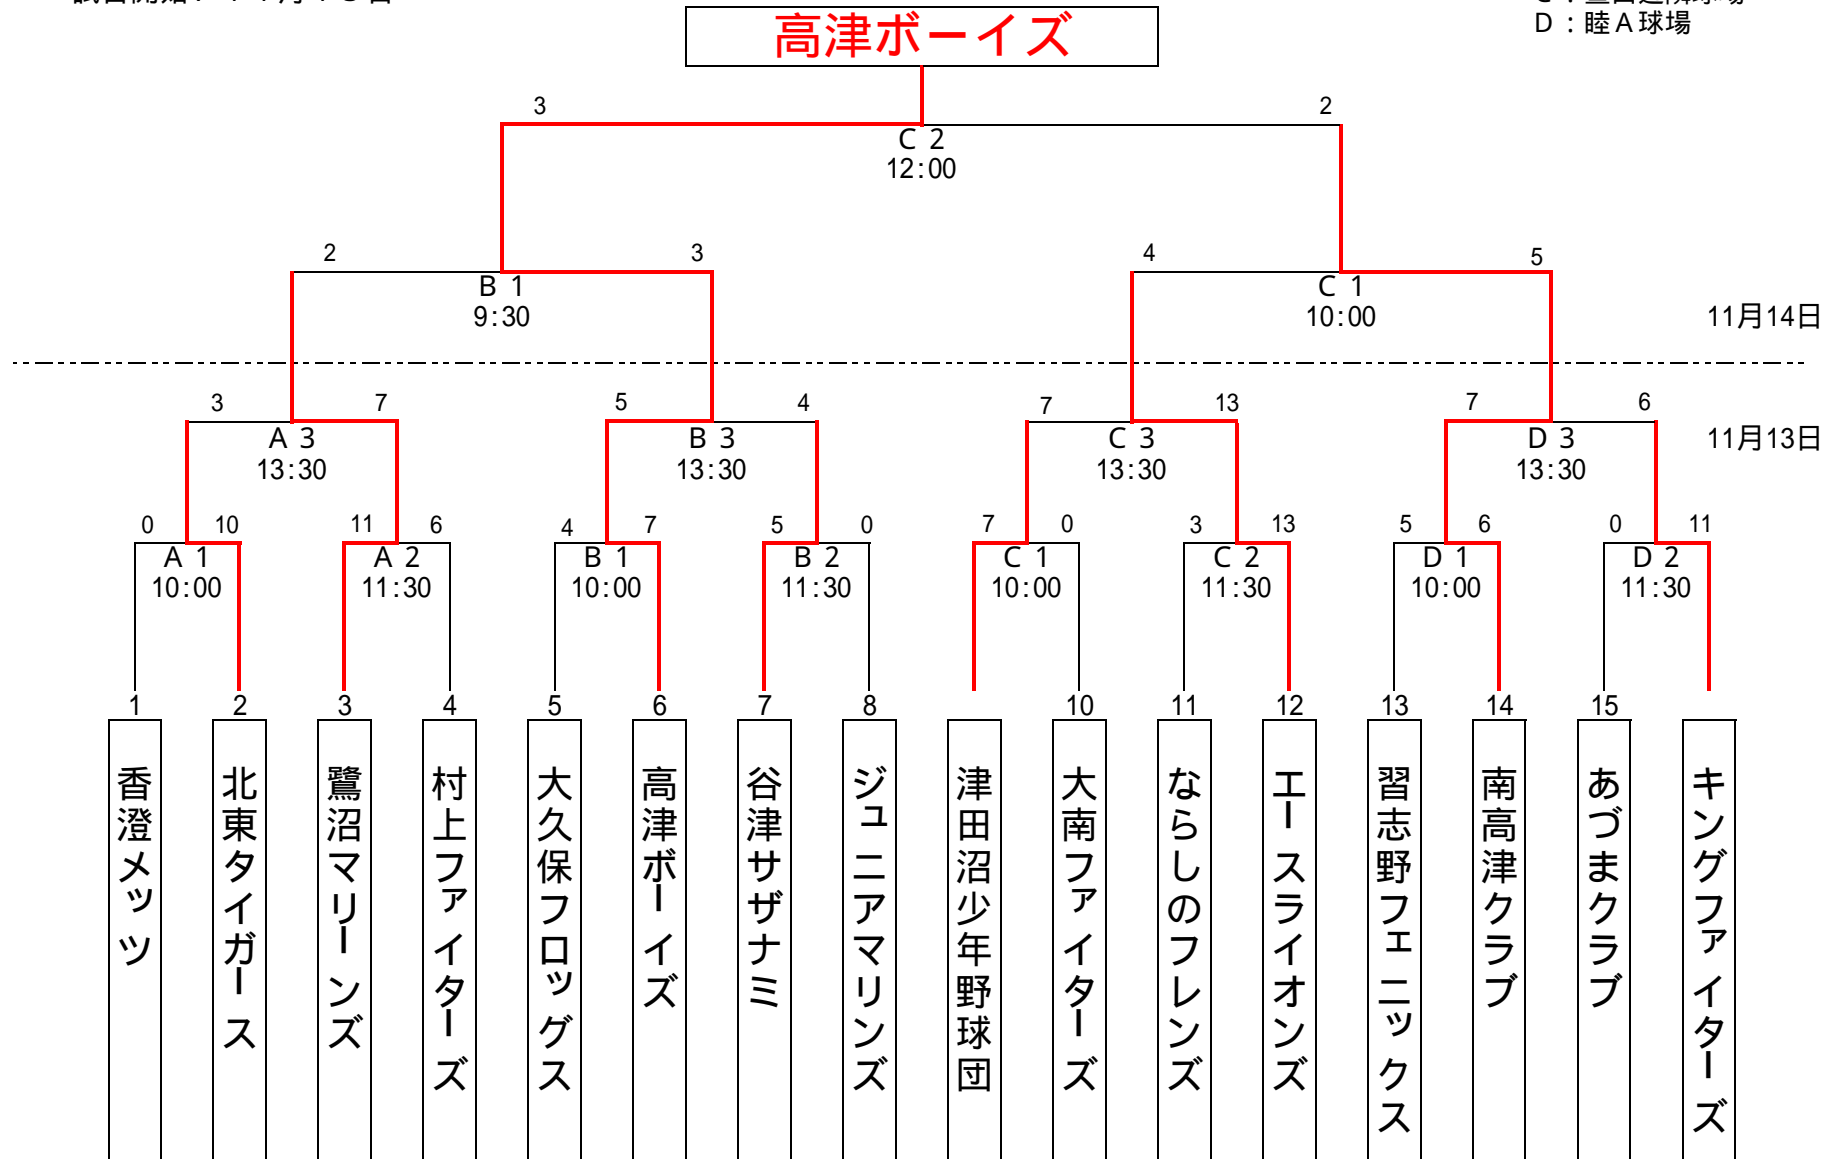 高津ボーイズ
D：睦A球場
3
2
C 2
12:00
2
3
4
5
B 1
9:30
C 1
10:00
11月14日
3
7
5
4
7
13
7
6
A 3
13:30
B 3
13:30
C 3
13:30
D 3
13:30
11月13日
0
10
11
6
4
7
5
0
7
0
3
13
5
6
0
11
A 1
10:00
A 2
11:30
B 1
10:00
B 2
11:30
C 1
10:00
C 2
11:30
D 1
10:00
D 2
11:30
1
2
3
4
5
6
7
8
10
11
12
13
14
15
香澄メッツ
北東タイガース
鷺沼マリーンズ
村上ファイターズ
大久保フロッグス
高津ボーイズ
谷津サザナミ
ジュニアマリンズ
津田沼少年野球団
大南ファイターズ
ならしのフレンズ
エースライオンズ
習志野フェニックス
南高津クラブ
あづまクラブ
キングファイターズ